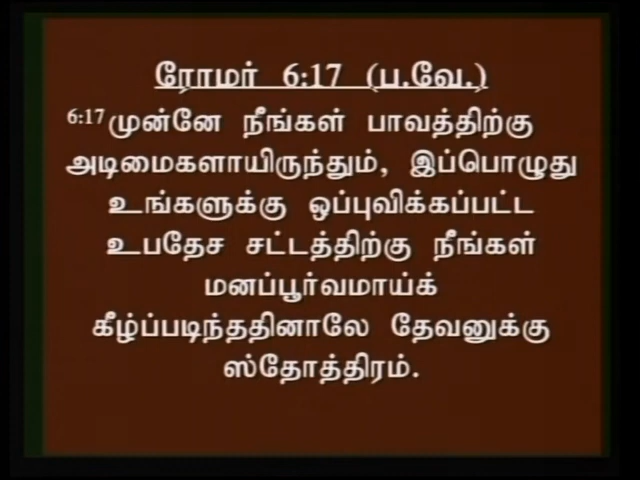 ரோமர் 6:17 (ப.வே.)
6:17 முன்னே நீங்கள் பாவத்திற்கு
அடிமைகளாயிருந்தும், இப்பொழுது
உங்களுக்கு ஒப்புவிக்கப்பட்ட
உபதேச சட்டத்திற்கு நீங்கள்
மனப்பூர்வமாய்க்
கீழ்ப்படிந்ததினாலே தேவனுக்கு
ஸ்தோத்திரம்.